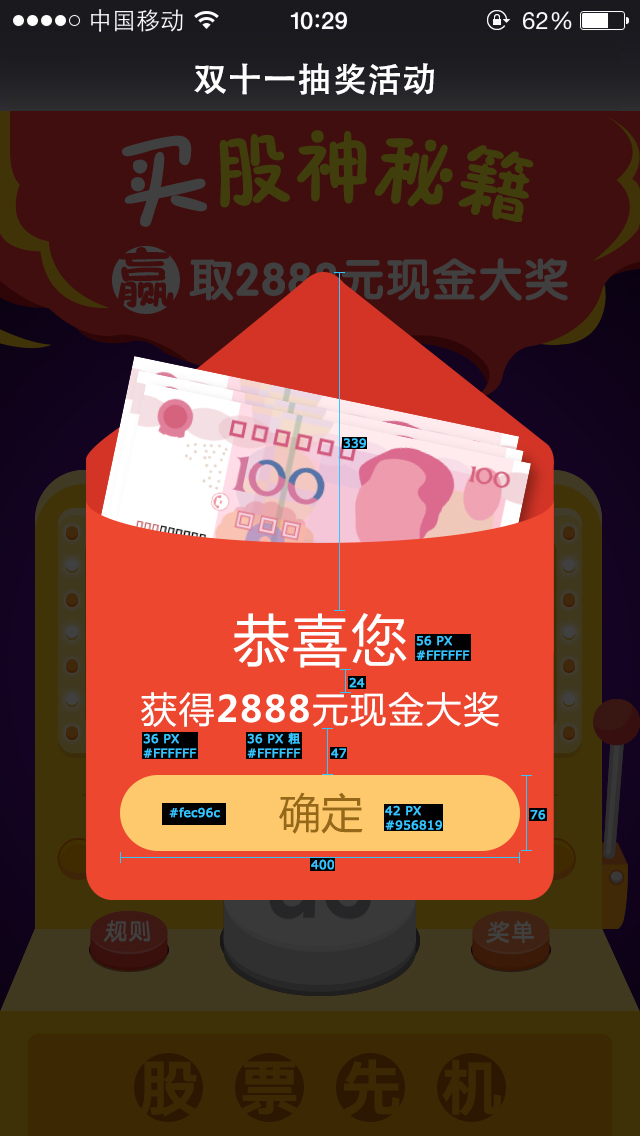 中国移动 10:29 62%
双十一抽奖活动
买股神秘籍
赢取2888元现金大奖
339
100 100
恭喜您
56 PX
#FFFFFF
24
获得2888元现金大奖
36 PX
#FFFFFF
36 PX 粗
#FFFFFF
47
确定
#fec96c
42 PX
#956819
76
400
go
规则 奖单
股票先机